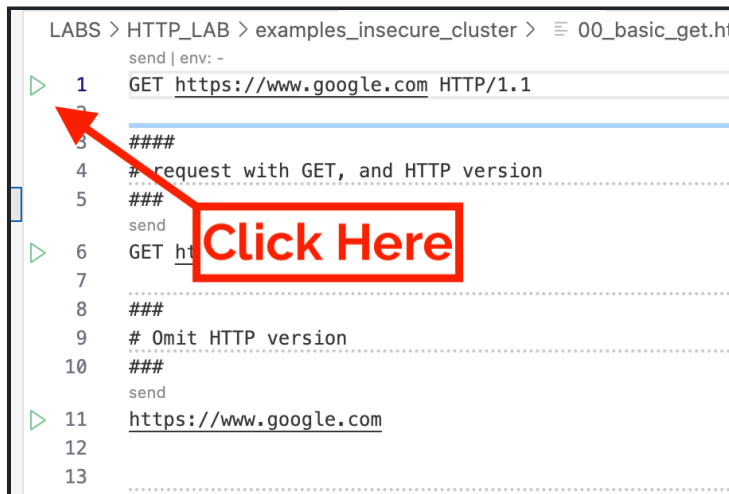 LABS > HTTP_LAB > examples_insecure_cluster > 00_basic_get.ht
send | env: -
1 GET https://www.google.com HTTP/1.1
2
3 ####
4 # request with GET, and HTTP version
5 ###
send
Click Here
6 GET ht
7
8 ###
9 # Omit HTTP version
10 ###
send
11 https://www.google.com
12
13